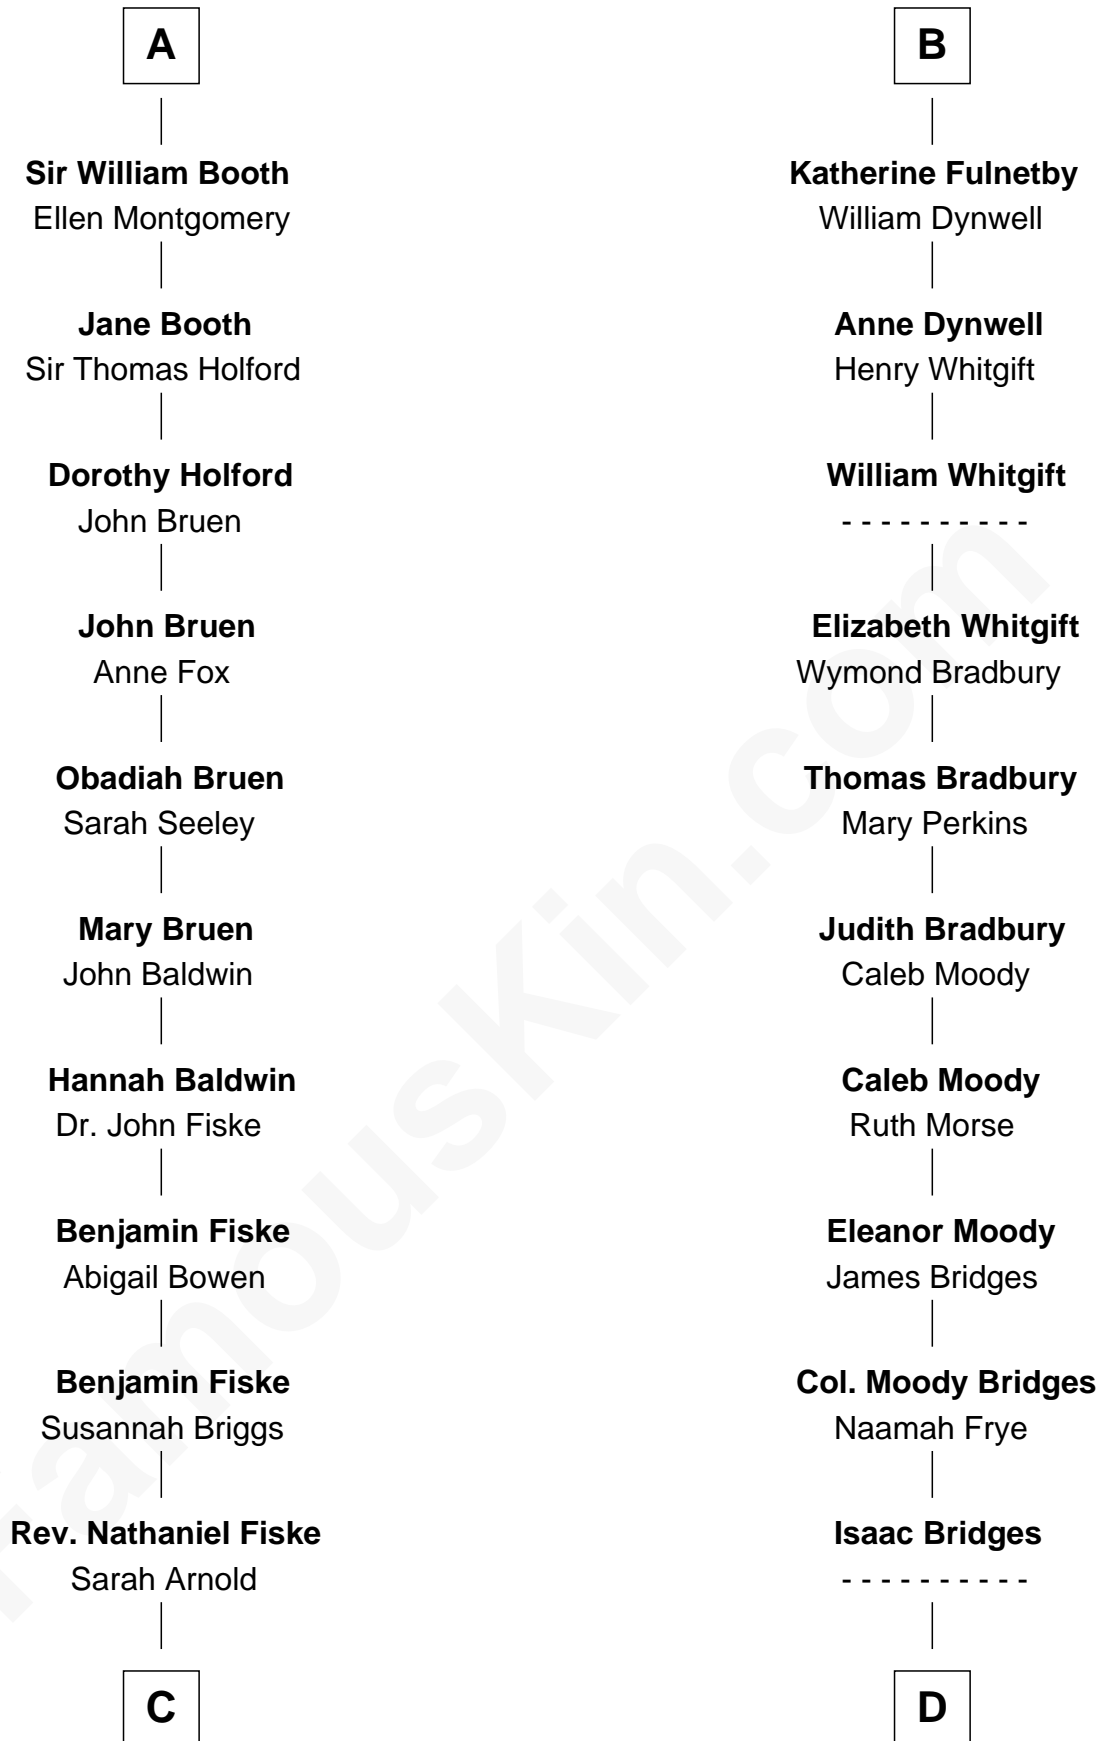 A
Sir William Booth
Ellen Montgomery
Jane Booth
Sir Thomas Holford
Dorothy Holford
John Bruen
John Bruen
Anne Fox
Obadiah Bruen
Sarah Seeley
Mary Bruen
John Baldwin
Hannah Baldwin
Dr. John Fiske
Benjamin Fiske
Abigail Bowen
Benjamin Fiske
Susannah Briggs
Rev. Nathaniel Fiske
Sarah Arnold
C
B
Katherine Fulnetby
William Dynwell
Anne Dynwell
Henry Whitgift
William Whitgift
- - - - - - - - - -
Elizabeth Whitgift
Wymond Bradbury
Thomas Bradbury
Mary Perkins
Judith Bradbury
Caleb Moody
Caleb Moody
Ruth Morse
Eleanor Moody
James Bridges
Col. Moody Bridges
Naamah Frye
Isaac Bridges
- - - - - - - - - -
D
FamousKin.com